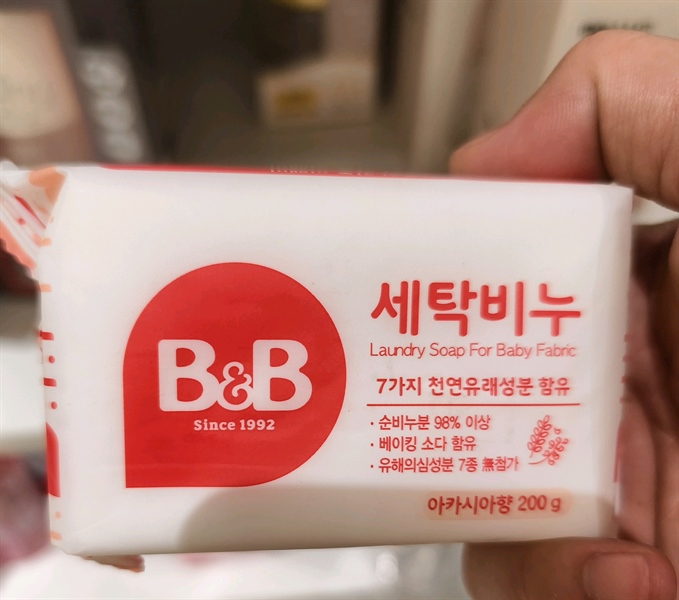 B&B
Since 1992
세탁비누
Laundry Soap For Baby Fabric
7가지 천연유래성분 함유
· 순비누분 98% 이상
· 베이킹 소다 함유
· 유해의심성분 7종 無첨가
아카시아향 200 g